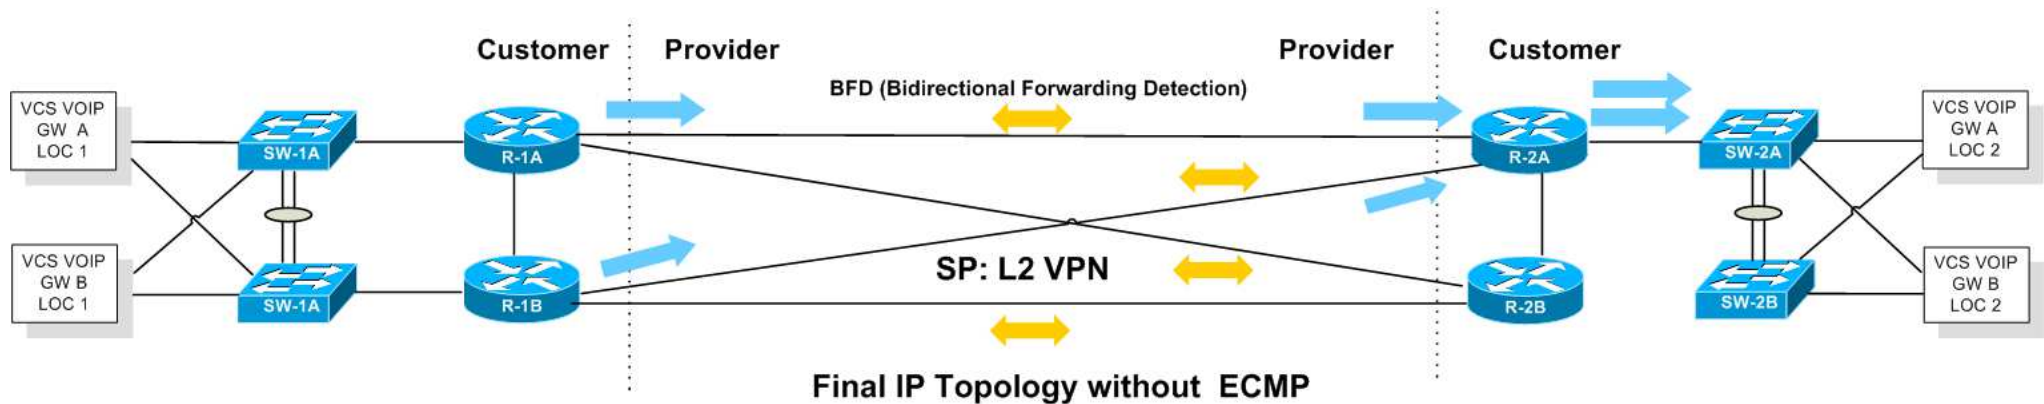 Customer
Provider
Provider
Customer
BFD (Bidirectional Forwarding Detection)
VCS VOIP
GW A
LOC 1
SW-1A
R-1A
R-2A
SW-2A
VCS VOIP
GW A
LOC 2
VCS VOIP
GW B
LOC 1
SW-1A
R-1B
SP: L2 VPN
R-2B
SW-2B
VCS VOIP
GW B
LOC 2
Final IP Topology without ECMP